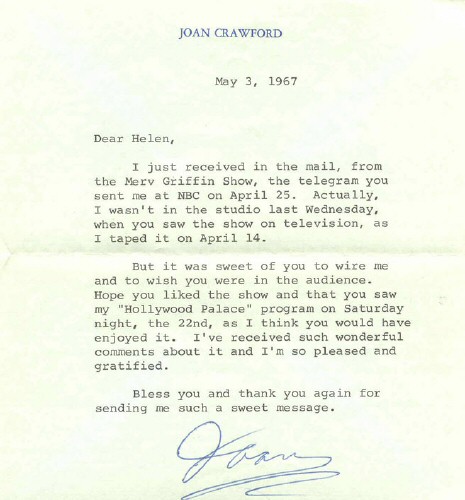 JOAN CRAWFORD
May 3, 1967
Dear Helen,
I just received in the mail, from
the Merv Griffin Show, the telegram you
sent me at NBC on April 25. Actually,
I wasn't in the studio last Wednesday,
when you saw the show on television, as
I taped it on April 14.
But it was sweet of you to wire me
and to wish you were in the audience.
Hope you liked the show and that you saw
my "Hollywood Palace" program on Saturday
night, the 22nd, as I think you would have
enjoyed it. I've received such wonderful
comments about it and I'm so pleased and
gratified.
Bless you and thank you again for
sending me such a sweet message.
Joan